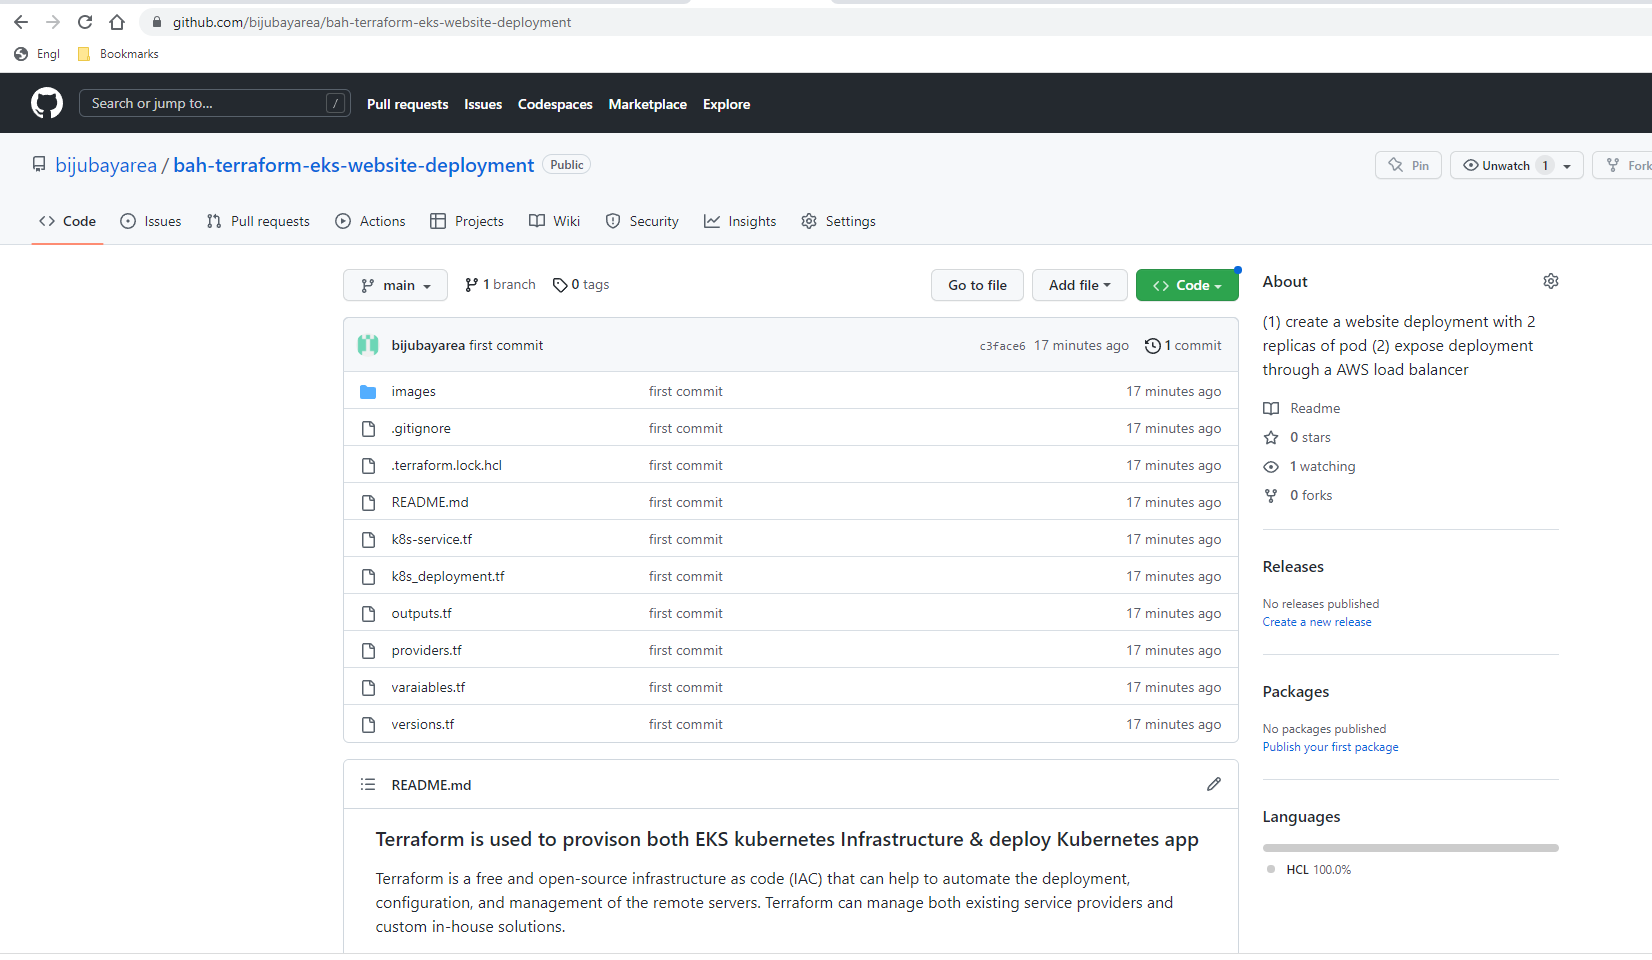 github.com/bijubayarea/bah-terraform-eks-website-deployment
Engl Bookmarks
Search or jump to... / Pull requests Issues Codespaces Marketplace Explore
bijubayarea / bah-terraform-eks-website-deployment Public Pin Unwatch 1 Fork
Code Issues Pull requests Actions Projects Wiki Security Insights Settings
main 1 branch 0 tags Go to file Add file Code
bijubayarea first commit c3face6 17 minutes ago 1 commit
images first commit 17 minutes ago
.gitignore first commit 17 minutes ago
.terraform.lock.hcl first commit 17 minutes ago
README.md first commit 17 minutes ago
k8s-service.tf first commit 17 minutes ago
k8s_deployment.tf first commit 17 minutes ago
outputs.tf first commit 17 minutes ago
providers.tf first commit 17 minutes ago
varaiables.tf first commit 17 minutes ago
versions.tf first commit 17 minutes ago
README.md
Terraform is used to provison both EKS kubernetes Infrastructure & deploy Kubernetes app
Terraform is a free and open-source infrastructure as code (IAC) that can help to automate the deployment,
configuration, and management of the remote servers. Terraform can manage both existing service providers and
custom in-house solutions.
About
(1) create a website deployment with 2
replicas of pod (2) expose deployment
through a AWS load balancer
Readme
0 stars
1 watching
0 forks
Releases
No releases published
Create a new release
Packages
No packages published
Publish your first package
Languages
HCL 100.0%